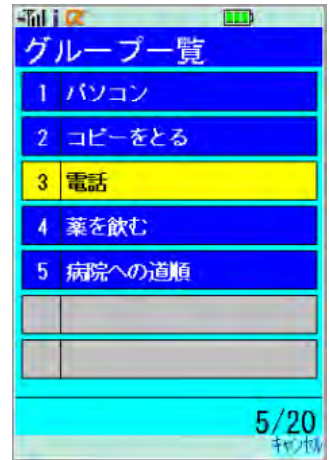 グループ一覧
1 パソコン
2 コピーをとる
3 電話
4 薬を飲む
5 病院への道順
5/20
キャンセル